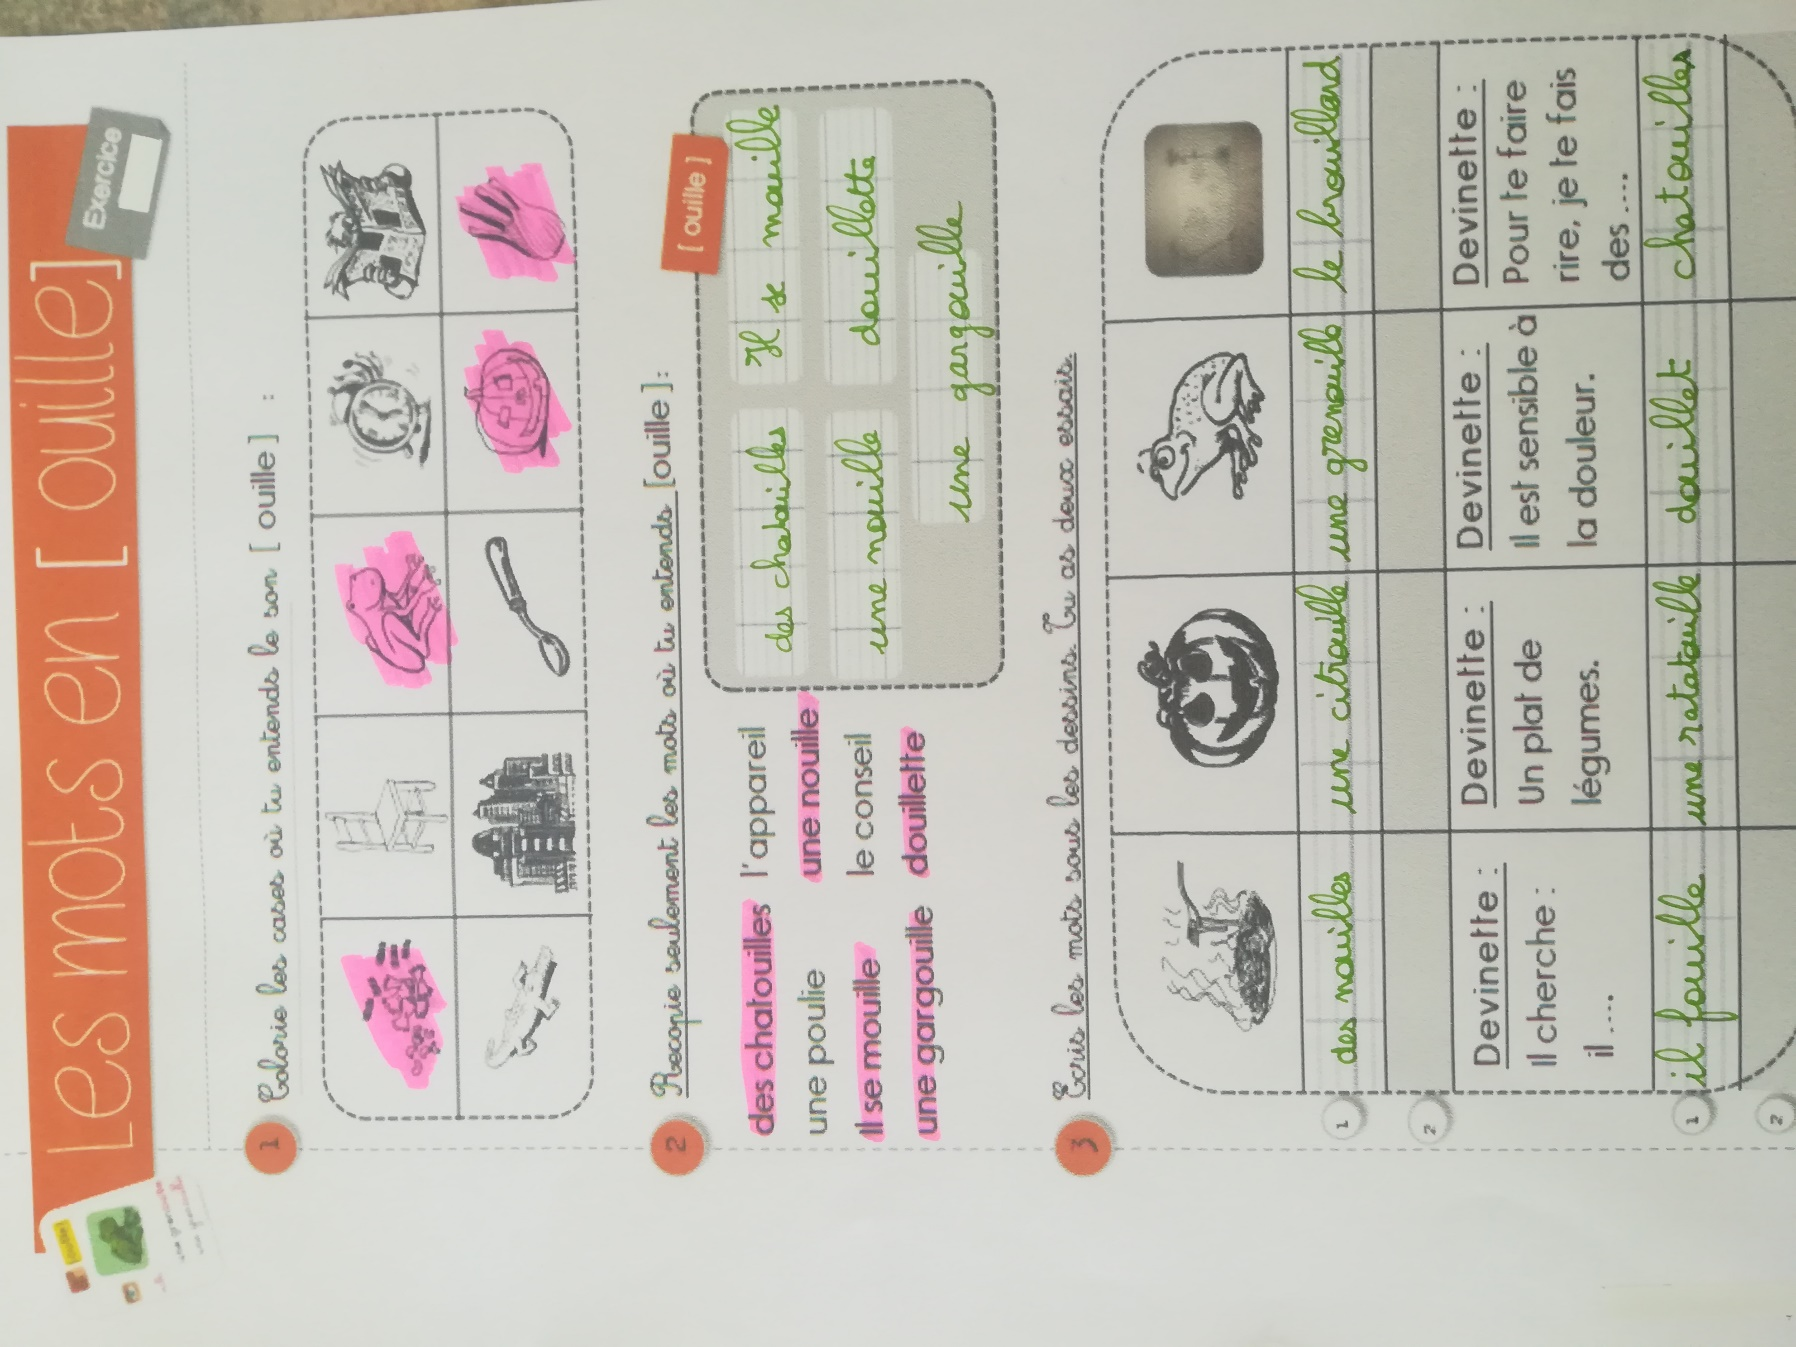 Les mots en [ ouille]
Exercice
1
Colorie les cases où tu entends le son [ ouille] :
2
Recopie seulement les mots où tu entends [ouille]:
des chatouilles l'appareil
une poulie une nouille
Il se mouille le conseil
une gargouille douillette
[ ouille ]
des chatouilles Il se mouille
une nouille douillette
une gargouille
3
Ecris les mots sous les dessins. Tu as deux essais.
1 des nouilles une citrouille une grenouille le brouillard
2
Devinette : Devinette : Devinette : Devinette :
Il cherche : Un plat de Il est sensible à Pour te faire
il .... légumes. la douleur. rire, je te fais
des ....
1 il fouille une ratatouille douillet chatouilles
2